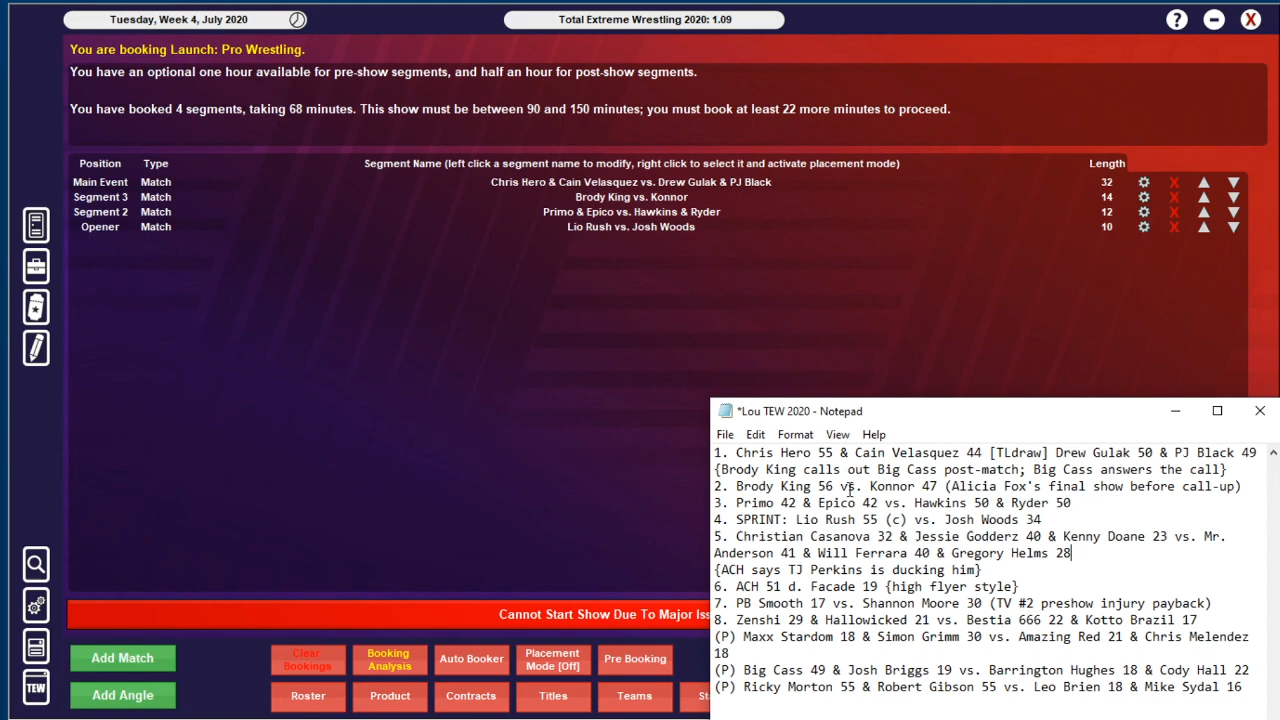 Tuesday, Week 4, July 2020
Total Extreme Wrestling 2020: 1.09
?
X
You are booking Launch: Pro Wrestling.
You have an optional one hour available for pre-show segments, and half an hour for post-show segments.
You have booked 4 segments, taking 68 minutes. This show must be between 90 and 150 minutes; you must book at least 22 more minutes to proceed.
Position Type Segment Name (left click a segment name to modify, right click to select it and activate placement mode) Length
Main Event Match Chris Hero & Cain Velasquez vs. Drew Gulak & PJ Black 32 X
Segment 3 Match Brody King vs. Konnor 14 X
Segment 2 Match Primo & Epico vs. Hawkins & Ryder 12 X
Opener Match Lio Rush vs. Josh Woods 10 X
*Lou TEW 2020 - Notepad
File Edit Format View Help
1. Chris Hero 55 & Cain Velasquez 44 [TLdraw] Drew Gulak 50 & PJ Black 49
{Brody King calls out Big Cass post-match; Big Cass answers the call}
2. Brody King 56 vs. Konnor 47 (Alicia Fox's final show before call-up)
3. Primo 42 & Epico 42 vs. Hawkins 50 & Ryder 50
4. SPRINT: Lio Rush 55 (c) vs. Josh Woods 34
5. Christian Casanova 32 & Jessie Godderz 40 & Kenny Doane 23 vs. Mr.
Anderson 41 & Will Ferrara 40 & Gregory Helms 28
{ACH says TJ Perkins is ducking him}
6. ACH 51 d. Facade 19 {high flyer style}
7. PB Smooth 17 vs. Shannon Moore 30 (TV #2 preshow injury payback)
8. Zenshi 29 & Hallowicked 21 vs. Bestia 666 22 & Kotto Brazil 17
(P) Maxx Stardom 18 & Simon Grimm 30 vs. Amazing Red 21 & Chris Melendez
18
(P) Big Cass 49 & Josh Briggs 19 vs. Barrington Hughes 18 & Cody Hall 22
(P) Ricky Morton 55 & Robert Gibson 55 vs. Leo Brien 18 & Mike Sydal 16
Cannot Start Show Due To Major Iss
Add Match
Clear
Bookings
Booking
Analysis
Auto Booker
Placement
Mode [Off]
Pre Booking
Add Angle
Roster
Product
Contracts
Titles
Teams
TEW